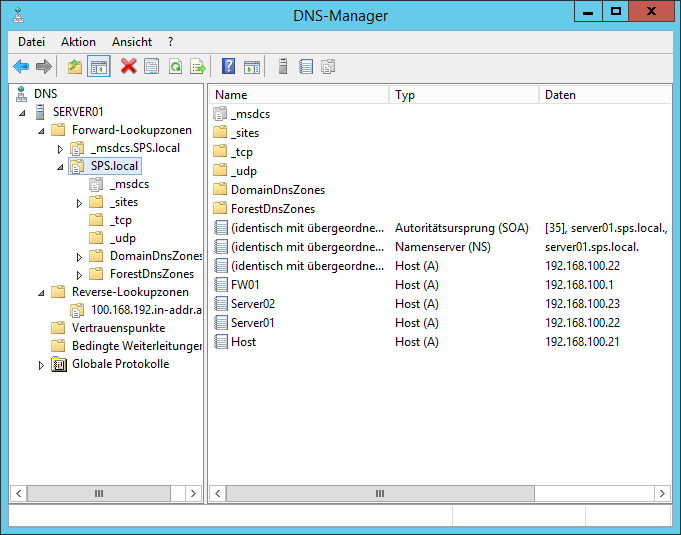 DNS-Manager
Datei Aktion Ansicht ?
DNS
SERVER01
Forward-Lookupzonen
_msdcs.SPS.local
SPS.local
_msdcs
_sites
_tcp
_udp
DomainDnsZones
ForestDnsZones
Reverse-Lookupzonen
100.168.192.in-addr.a
Vertrauenspunkte
Bedingte Weiterleitungen
Globale Protokolle
Name Typ Daten
_msdcs
_sites
_tcp
_udp
DomainDnsZones
ForestDnsZones
(identisch mit übergeordne... Autoritätsursprung (SOA) [35], server01.sps.local.,
(identisch mit übergeordne... Namenserver (NS) server01.sps.local.
(identisch mit übergeordne... Host (A) 192.168.100.22
FW01 Host (A) 192.168.100.1
Server02 Host (A) 192.168.100.23
Server01 Host (A) 192.168.100.22
Host Host (A) 192.168.100.21